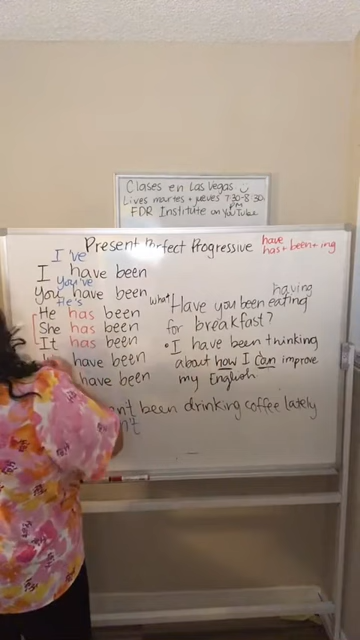 Clases en Las Vegas
Lives martes + jueves 7:30-8:30
pm
FDR Institute on YouTube
Present Perfect Progressive have
has + been + ing
I've
I have been
You've
You have been
He's
He has been
She has been
It has been
have been
have been
What
having
Have you been eating
for breakfast?
• I have been thinking
about how I can improve
my English
been drinking coffee lately